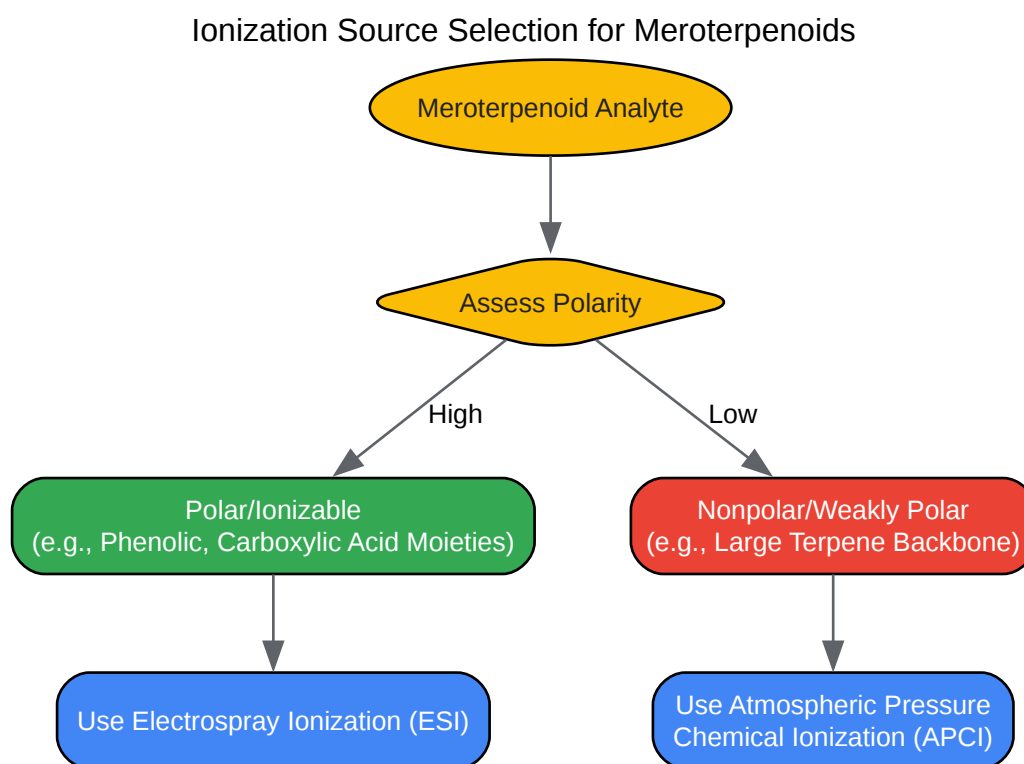 Ionization Source Selection for Meroterpenoids
Meroterpenoid Analyte
Assess Polarity
High
Low
Polar/Ionizable
(e.g., Phenolic, Carboxylic Acid Moieties)
Nonpolar/Weakly Polar
(e.g., Large Terpene Backbone)
Use Electrospray Ionization (ESI)
Use Atmospheric Pressure
Chemical Ionization (APCI)